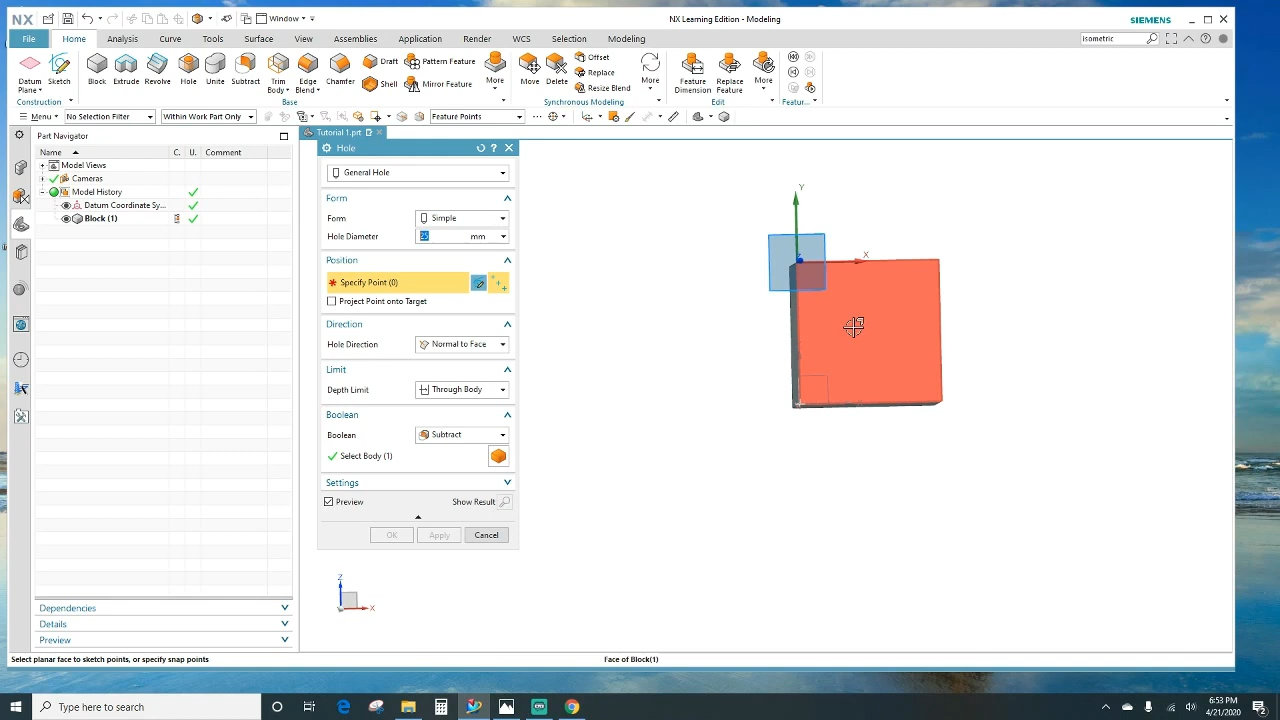 NX
Window
NX Learning Edition - Modeling
SIEMENS
File
Home
Analysis
Curve
Tools
Surface
View
Assemblies
Application
Render
WCS
Selection
Modeling
isometric
Datum Plane
Sketch
Block
Extrude
Revolve
Hole
Unite
Subtract
Trim Body
Edge Blend
Chamfer
Draft
Shell
Pattern Feature
Mirror Feature
More
Move
Delete
Offset
Replace
Resize Blend
More
Feature Dimension
Replace Feature
More
Construction
Base
Synchronous Modeling
Edit
Featur...
Menu
No Selection Filter
Within Work Part Only
Feature Points
Part Navigator
Name
C.
U.
Comment
Model Views
Cameras
Model History
Datum Coordinate Sy...
Block (1)
Dependencies
Details
Preview
Tutorial 1.prt
Hole
General Hole
Form
Form
Simple
Hole Diameter
25
mm
Position
Specify Point (0)
Project Point onto Target
Direction
Hole Direction
Normal to Face
Limit
Depth Limit
Through Body
Boolean
Boolean
Subtract
Select Body (1)
Settings
Preview
Show Result
OK
Apply
Cancel
Y
X
Z
X
Select planar face to sketch points, or specify snap points
Face of Block(1)
Type here to search
6:53 PM
4/21/2020
2